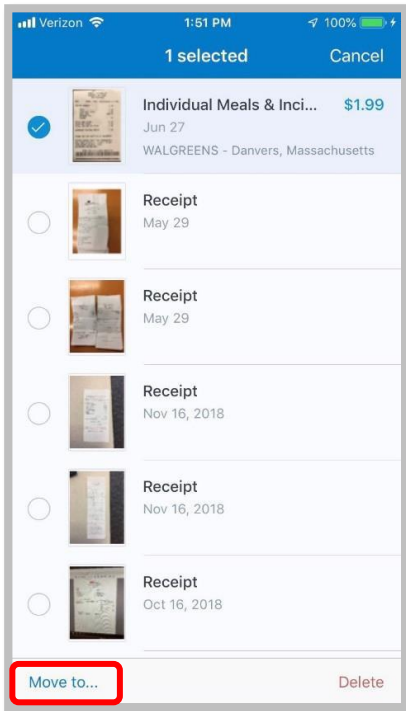 Verizon 1:51 PM 100%
1 selected Cancel
Individual Meals & Inci... $1.99
Jun 27
WALGREENS - Danvers, Massachusetts
Receipt
May 29
Receipt
May 29
Receipt
Nov 16, 2018
Receipt
Nov 16, 2018
Receipt
Oct 16, 2018
Move to... Delete